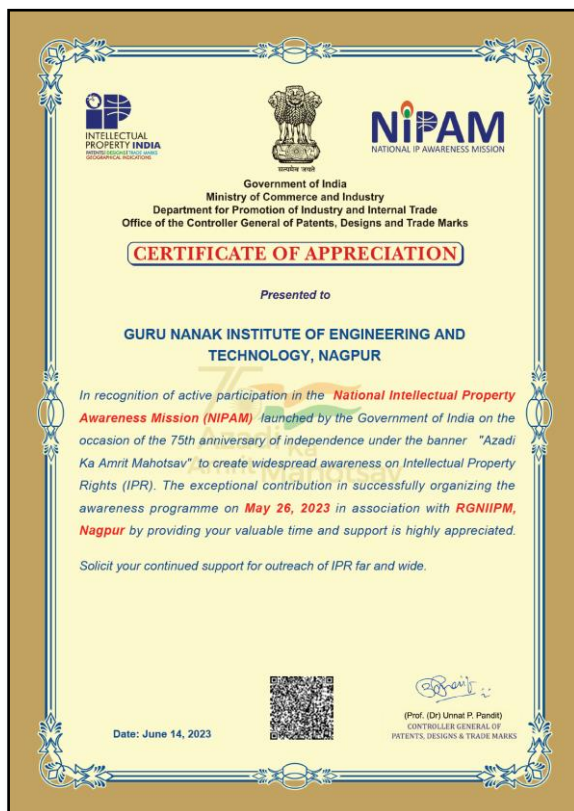 INTELLECTUAL
PROPERTY INDIA
PATENTS|DESIGNS|TRADE MARKS
GEOGRAPHICAL INDICATIONS
सत्यमेव जयते
NiPAM
NATIONAL IP AWARENESS MISSION
Government of India
Ministry of Commerce and Industry
Department for Promotion of Industry and Internal Trade
Office of the Controller General of Patents, Designs and Trade Marks
CERTIFICATE OF APPRECIATION
Presented to
GURU NANAK INSTITUTE OF ENGINEERING AND
TECHNOLOGY, NAGPUR
75
Azadi Ka
Amrit Mahotsav
In recognition of active participation in the National Intellectual Property
Awareness Mission (NIPAM) launched by the Government of India on the
occasion of the 75th anniversary of independence under the banner "Azadi
Ka Amrit Mahotsav" to create widespread awareness on Intellectual Property
Rights (IPR). The exceptional contribution in successfully organizing the
awareness programme on May 26, 2023 in association with RGNIIPM,
Nagpur by providing your valuable time and support is highly appreciated.
Solicit your continued support for outreach of IPR far and wide.
Date: June 14, 2023
(Prof. (Dr) Unnat P. Pandit)
CONTROLLER GENERAL OF
PATENTS, DESIGNS & TRADE MARKS